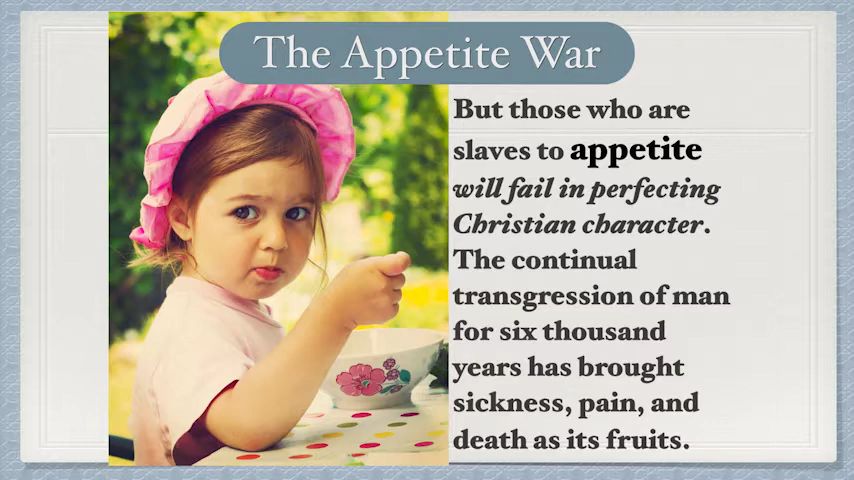 The Appetite War
But those who are
slaves to appetite
will fail in perfecting
Christian character.
The continual
transgression of man
for six thousand
years has brought
sickness, pain, and
death as its fruits.